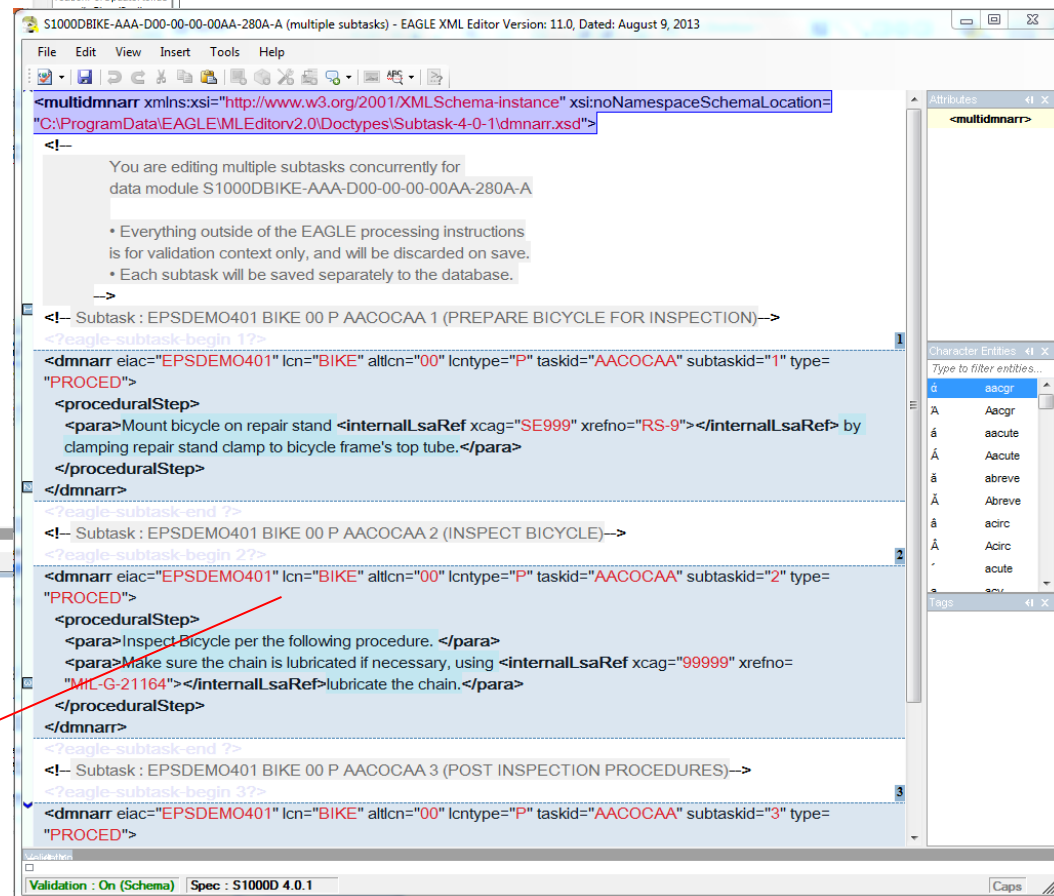 S1000DBIKE-AAA-D00-00-00-00AA-280A-A (multiple subtasks) - EAGLE XML Editor Version: 11.0, Dated: August 9, 2013
File Edit View Insert Tools Help
<multidmnarr xmlns:xsi="http://www.w3.org/2001/XMLSchema-instance" xsi:noNamespaceSchemaLocation=
"C:\ProgramData\EAGLE\MLEditorv2.0\Doctypes\Subtask-4-0-1\dmnarr.xsd">
<!--
You are editing multiple subtasks concurrently for
data module S1000DBIKE-AAA-D00-00-00-00AA-280A-A
• Everything outside of the EAGLE processing instructions
is for validation context only, and will be discarded on save.
• Each subtask will be saved separately to the database.
-->
<!-- Subtask : EPSDEMO401 BIKE 00 P AACOCAA 1 (PREPARE BICYCLE FOR INSPECTION)-->
<?eagle-subtask-begin 1?>
1
<dmnarr eiac="EPSDEMO401" lcn="BIKE" altlcn="00" lcntype="P" taskid="AACOCAA" subtaskid="1" type=
"PROCED">
<proceduralStep>
<para>Mount bicycle on repair stand <internalLsaRef xcag="SE999" xrefno="RS-9"></internalLsaRef> by
clamping repair stand clamp to bicycle frame's top tube.</para>
</proceduralStep>
</dmnarr>
<?eagle-subtask-end ?>
<!-- Subtask : EPSDEMO401 BIKE 00 P AACOCAA 2 (INSPECT BICYCLE)-->
<?eagle-subtask-begin 2?>
2
<dmnarr eiac="EPSDEMO401" lcn="BIKE" altlcn="00" lcntype="P" taskid="AACOCAA" subtaskid="2" type=
"PROCED">
<proceduralStep>
<para>Inspect Bicycle per the following procedure. </para>
<para>Make sure the chain is lubricated if necessary, using <internalLsaRef xcag="99999" xrefno=
"MIL-G-21164"></internalLsaRef>lubricate the chain.</para>
</proceduralStep>
</dmnarr>
<?eagle-subtask-end ?>
<!-- Subtask : EPSDEMO401 BIKE 00 P AACOCAA 3 (POST INSPECTION PROCEDURES)-->
<?eagle-subtask-begin 3?>
3
<dmnarr eiac="EPSDEMO401" lcn="BIKE" altlcn="00" lcntype="P" taskid="AACOCAA" subtaskid="3" type=
"PROCED">
Attributes
<multidmnarr>
Character Entities
Type to filter entities...
ά aacgr
Ά Aacgr
á aacute
Á Aacute
ă abreve
Ă Abreve
â acirc
Â Acirc
´ acute
Tags
Validation : On (Schema) Spec : S1000D 4.0.1
Caps